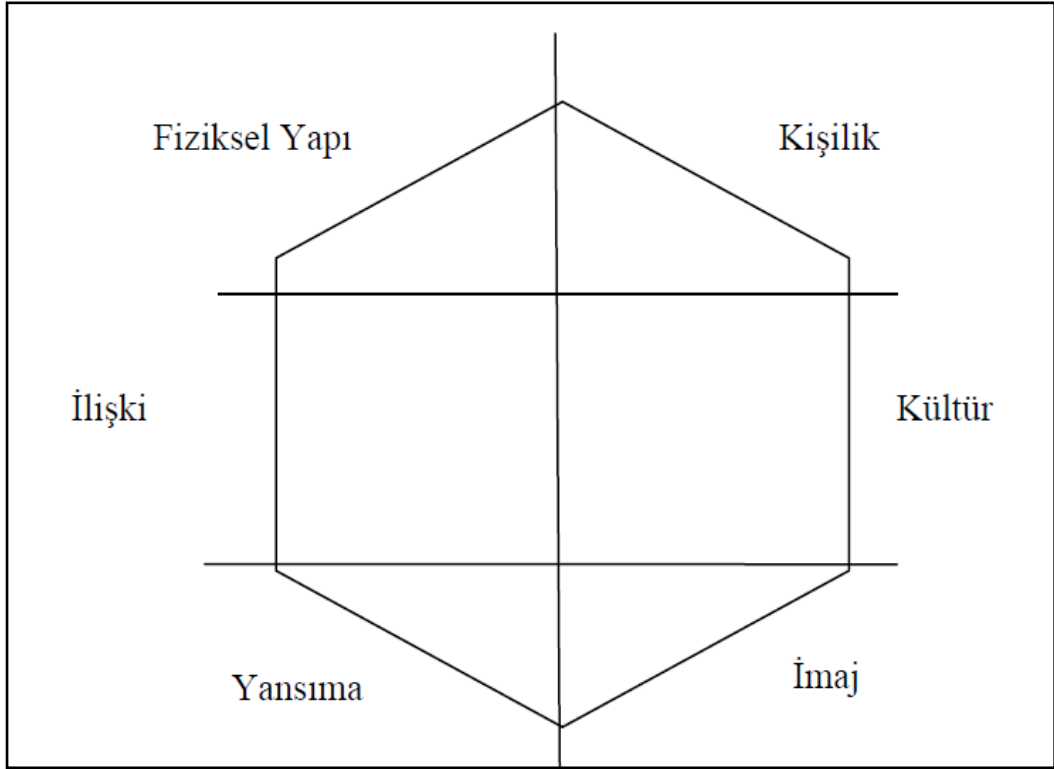 Fiziksel Yapı
Kişilik
İlişki
Kültür
Yansıma
İmaj